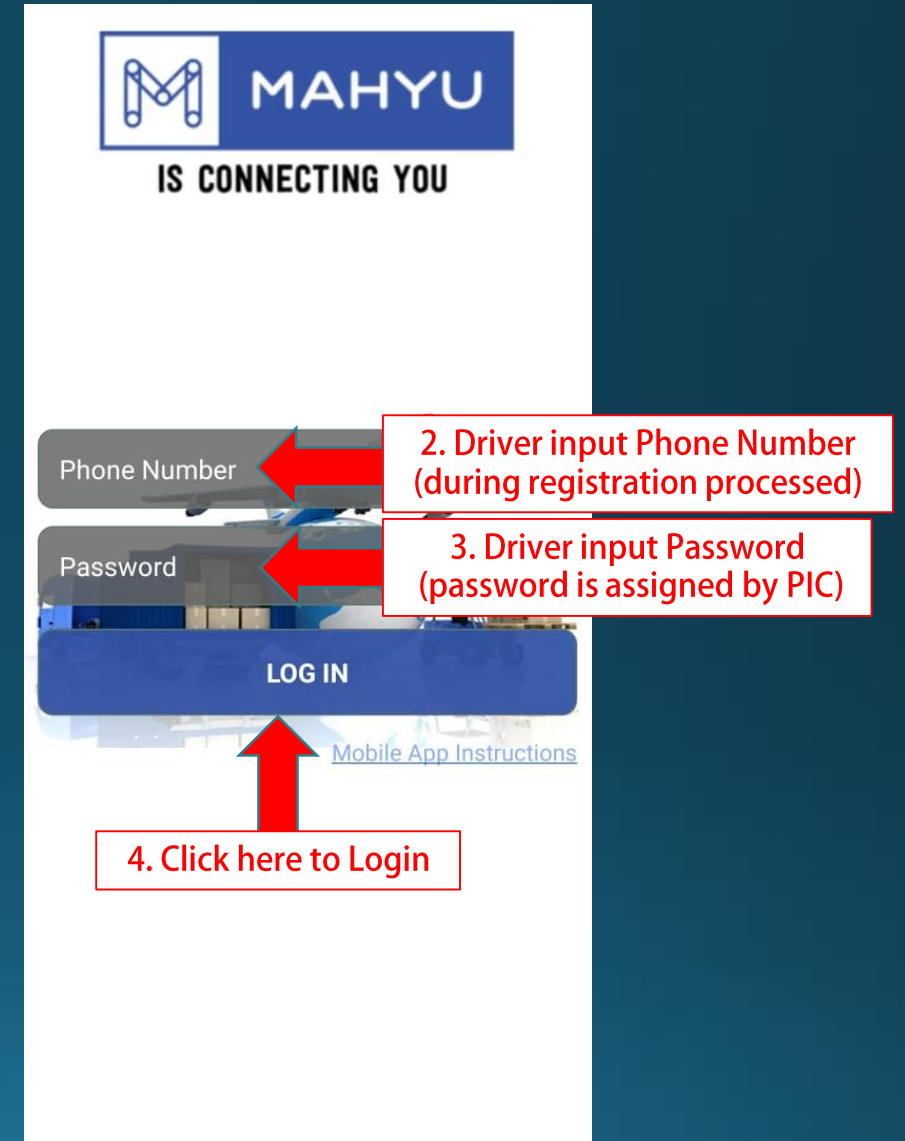 MAHYU
IS CONNECTING YOU
Phone Number
2. Driver input Phone Number
(during registration processed)
Password
3. Driver input Password
(password is assigned by PIC)
LOG IN
Mobile App Instructions
4. Click here to Login